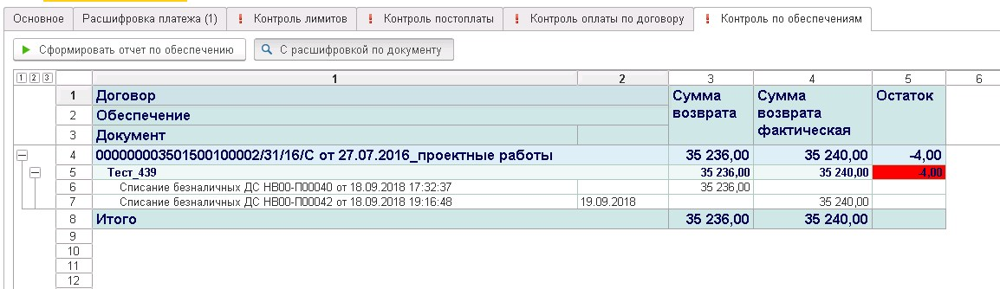 Основное Расшифровка платежа (1) ! Контроль лимитов ! Контроль постоплаты ! Контроль оплаты по договору ! Контроль по обеспечениям
Сформировать отчет по обеспечению С расшифровкой по документу
1 2 3 1 2 3 4 5 6
1 Договор Сумма возврата Сумма возврата фактическая Остаток
2 Обеспечение
3 Документ
4 000000003501500100002/31/16/С от 27.07.2016_проектные работы 35 236,00 35 240,00 -4,00
5 Тест_439 35 236,00 35 240,00 -4,00
6 Списание безналичных ДС НВ00-П00040 от 18.09.2018 17:32:37 35 236,00
7 Списание безналичных ДС НВ00-П00042 от 18.09.2018 19:16:48 19.09.2018 35 240,00
8 Итого 35 236,00 35 240,00
9
10
11
12